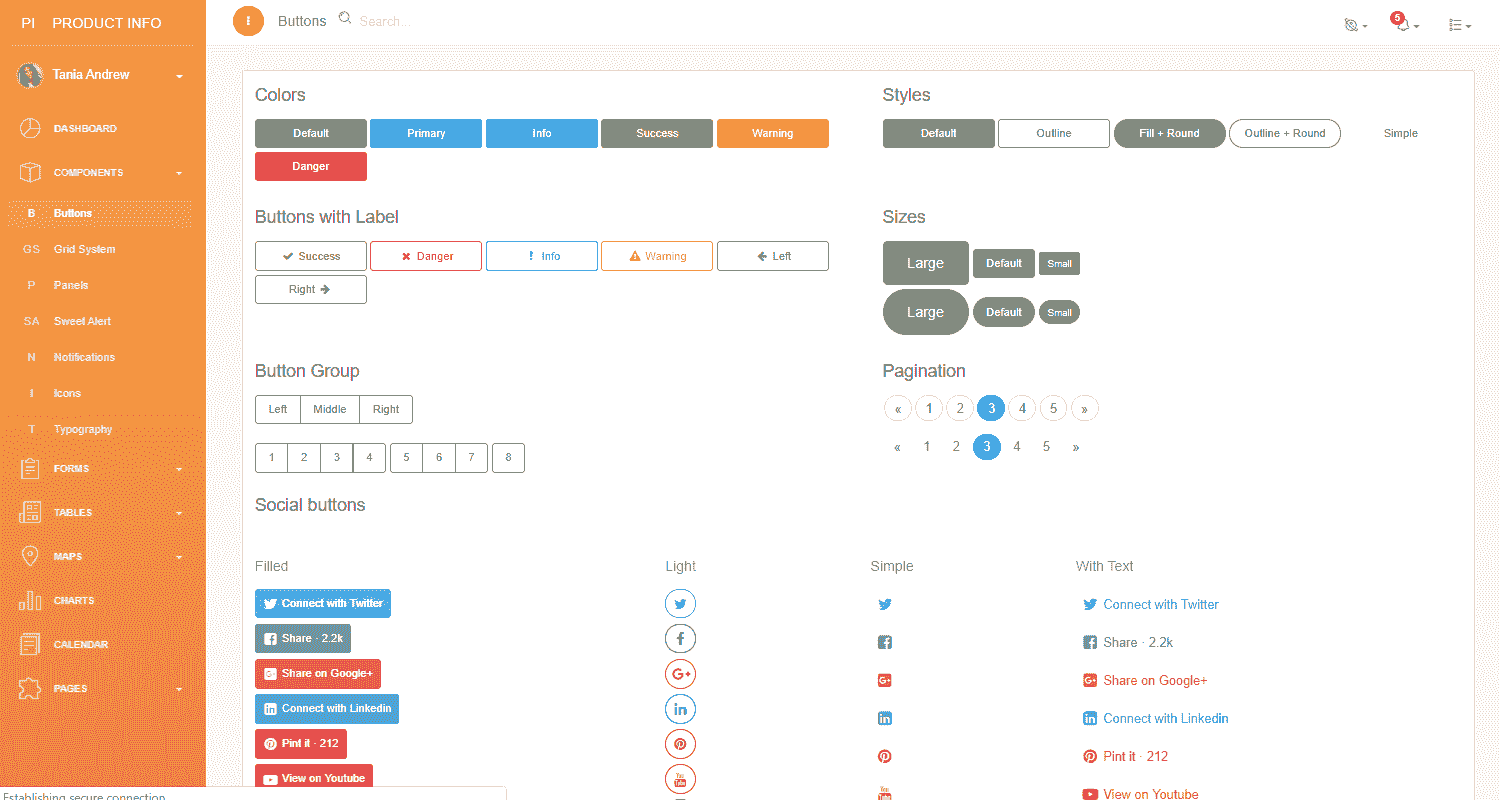 PI PRODUCT INFO
Tania Andrew
DASHBOARD
COMPONENTS
B Buttons
GS Grid System
P Panels
SA Sweet Alert
N Notifications
I Icons
T Typography
FORMS
TABLES
MAPS
CHARTS
CALENDAR
PAGES
Establishing secure connection
Buttons Search...
5
Colors
Default Primary Info Success Warning
Danger
Styles
Default Outline Fill + Round Outline + Round Simple
Buttons with Label
Success Danger Info Warning Left
Right
Sizes
Large Default Small
Large Default Small
Button Group
Left Middle Right
1 2 3 4 5 6 7 8
Pagination
« 1 2 3 4 5 »
« 1 2 3 4 5 »
Social buttons
Filled Light Simple With Text
Connect with Twitter Connect with Twitter
Share · 2.2k Share · 2.2k
Share on Google+ G+ G+ Share on Google+
Connect with Linkedin in in Connect with Linkedin
Pint it · 212 Pint it · 212
View on Youtube You Tube View on Youtube